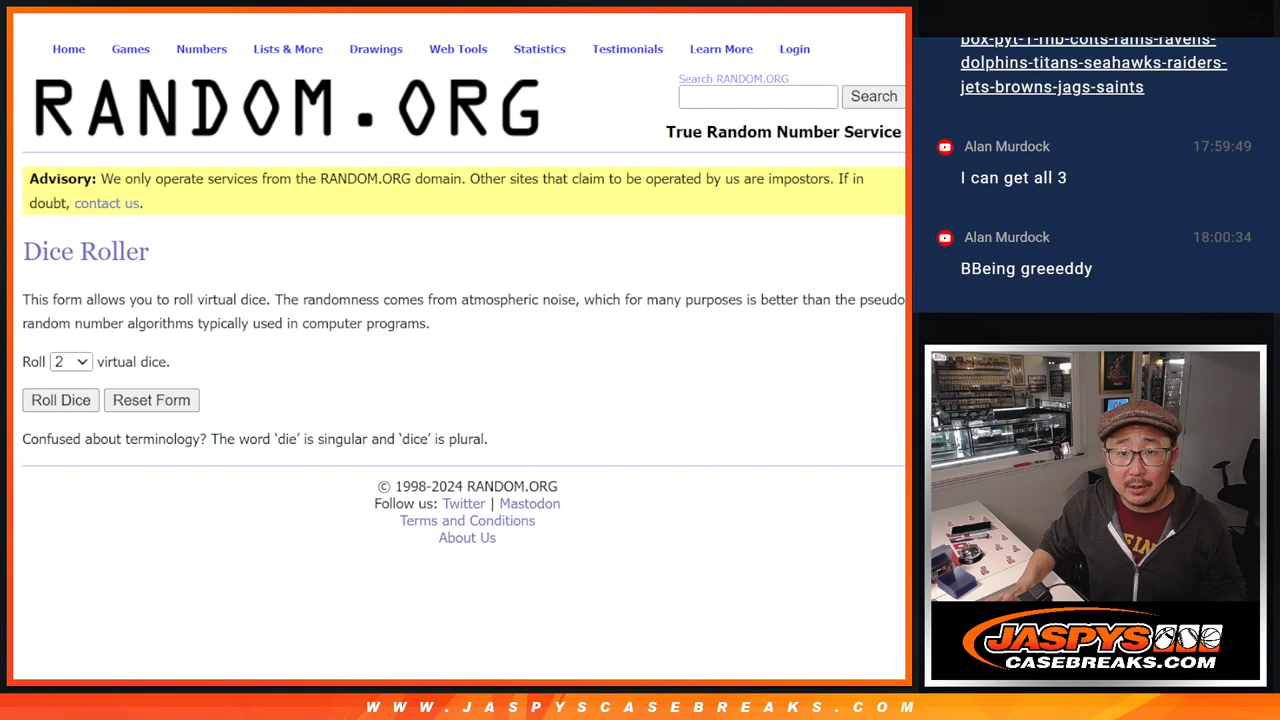 Home Games Numbers Lists & More Drawings Web Tools Statistics Testimonials Learn More Login
RANDOM.ORG
Search RANDOM.ORG
Search
True Random Number Service
Advisory: We only operate services from the RANDOM.ORG domain. Other sites that claim to be operated by us are impostors. If in
doubt, contact us.
Dice Roller
This form allows you to roll virtual dice. The randomness comes from atmospheric noise, which for many purposes is better than the pseudo
random number algorithms typically used in computer programs.
Roll 2 virtual dice.
Roll Dice Reset Form
Confused about terminology? The word ‘die’ is singular and ‘dice’ is plural.
© 1998-2024 RANDOM.ORG
Follow us: Twitter | Mastodon
Terms and Conditions
About Us
box-pyt-1-rnb-colts-rams-ravens-
dolphins-titans-seahawks-raiders-
jets-browns-jags-saints
Alan Murdock 17:59:49
I can get all 3
Alan Murdock 18:00:34
BBeing greeeddy
JASPYS
CASEBREAKS.COM
WWW.JASPYSCASEBREAKS.COM